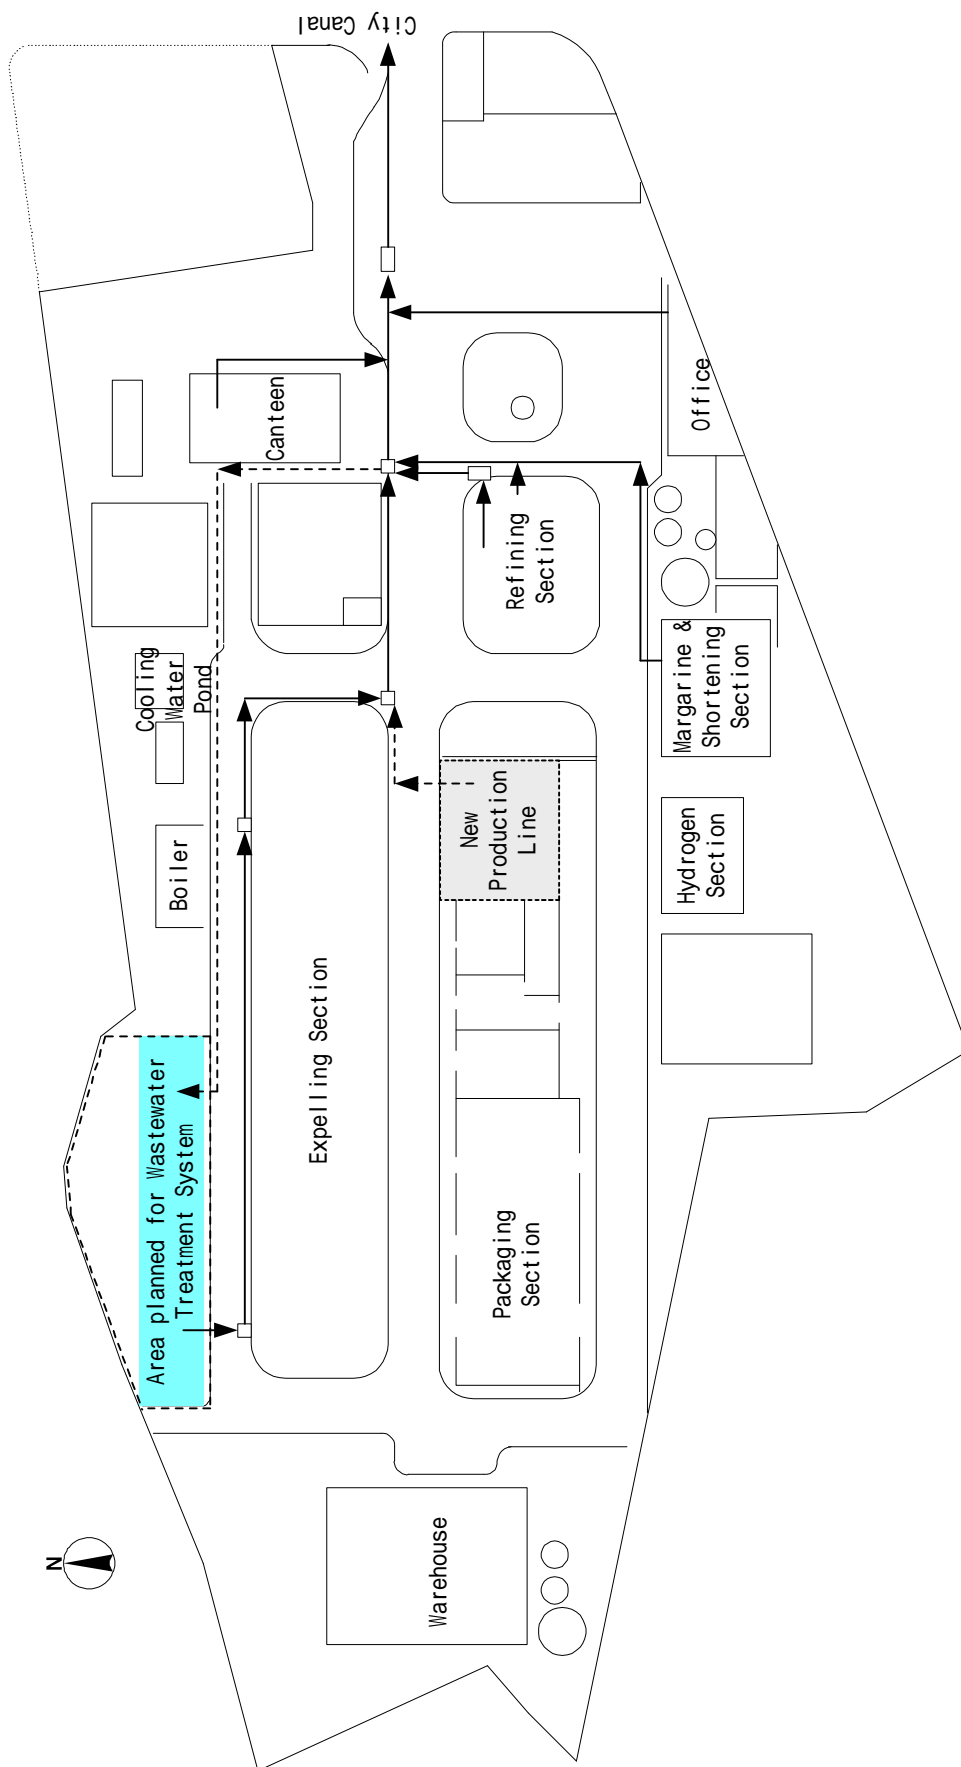 City Canal
Canteen
Office
Refining
Section
Cooling
Water
Pond
Margarine &
Shortening
Section
New
Production
Line
Boiler
Hydrogen
Section
Expelling Section
Area planned for Wastewater
Treatment System
Packaging
Section
Warehouse
N